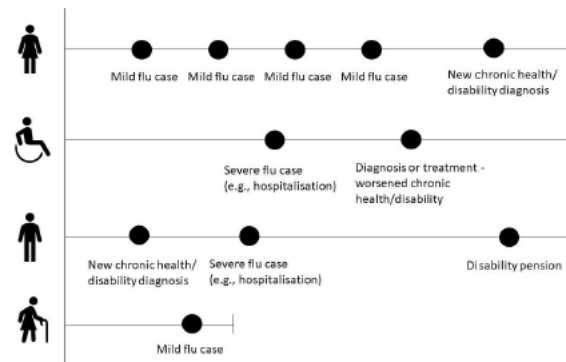 Mild flu case
Mild flu case
Mild flu case
Mild flu case
New chronic health/
disability diagnosis
Severe flu case
(e.g., hospitalisation)
Diagnosis or treatment -
worsened chronic
health/disability
New chronic health/
disability diagnosis
Severe flu case
(e.g., hospitalisation)
Disability pension
Mild flu case